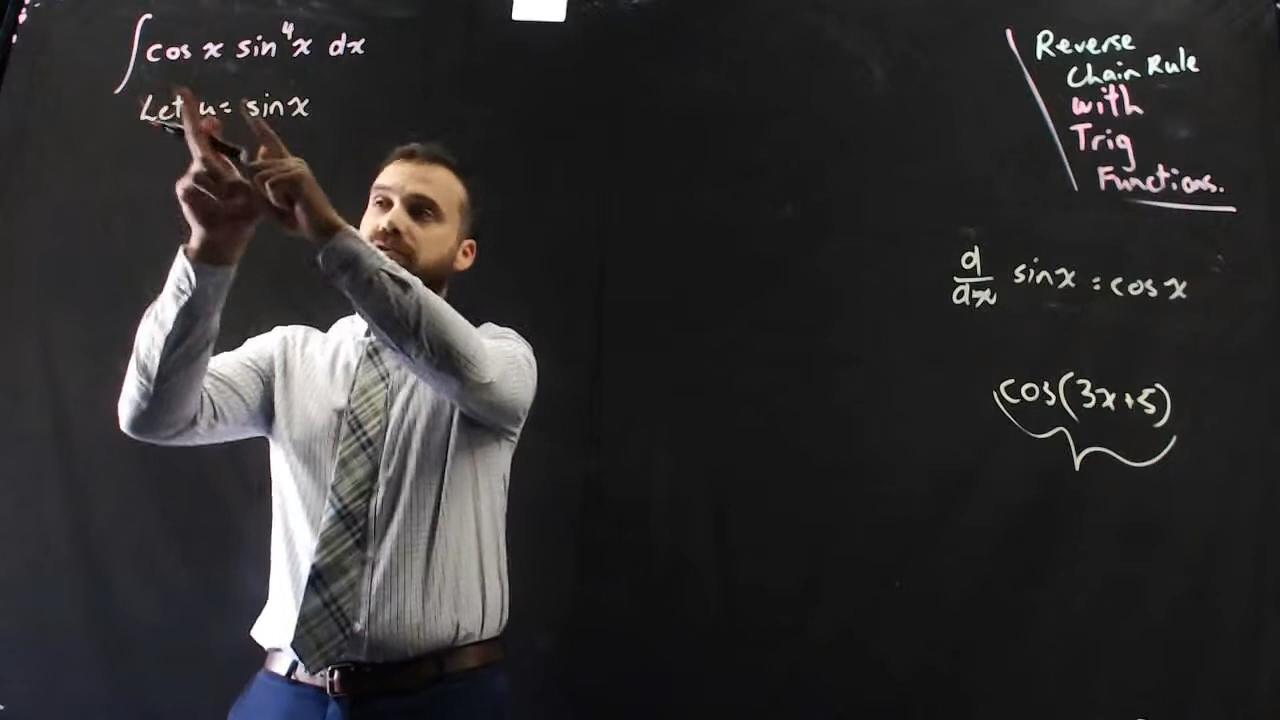 ∫cos x sin⁴x dx
Let u = sin x
Reverse
Chain Rule
with
Trig
Functions.
d/dx sin x = cos x
cos(3x+5)